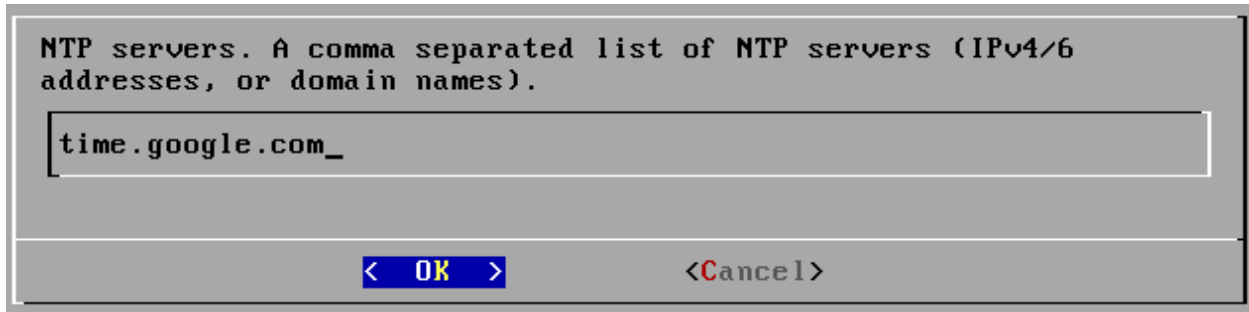 NTP servers. A comma separated list of NTP servers (IPv4/6
addresses, or domain names).
time.google.com_
< OK > <Cancel>